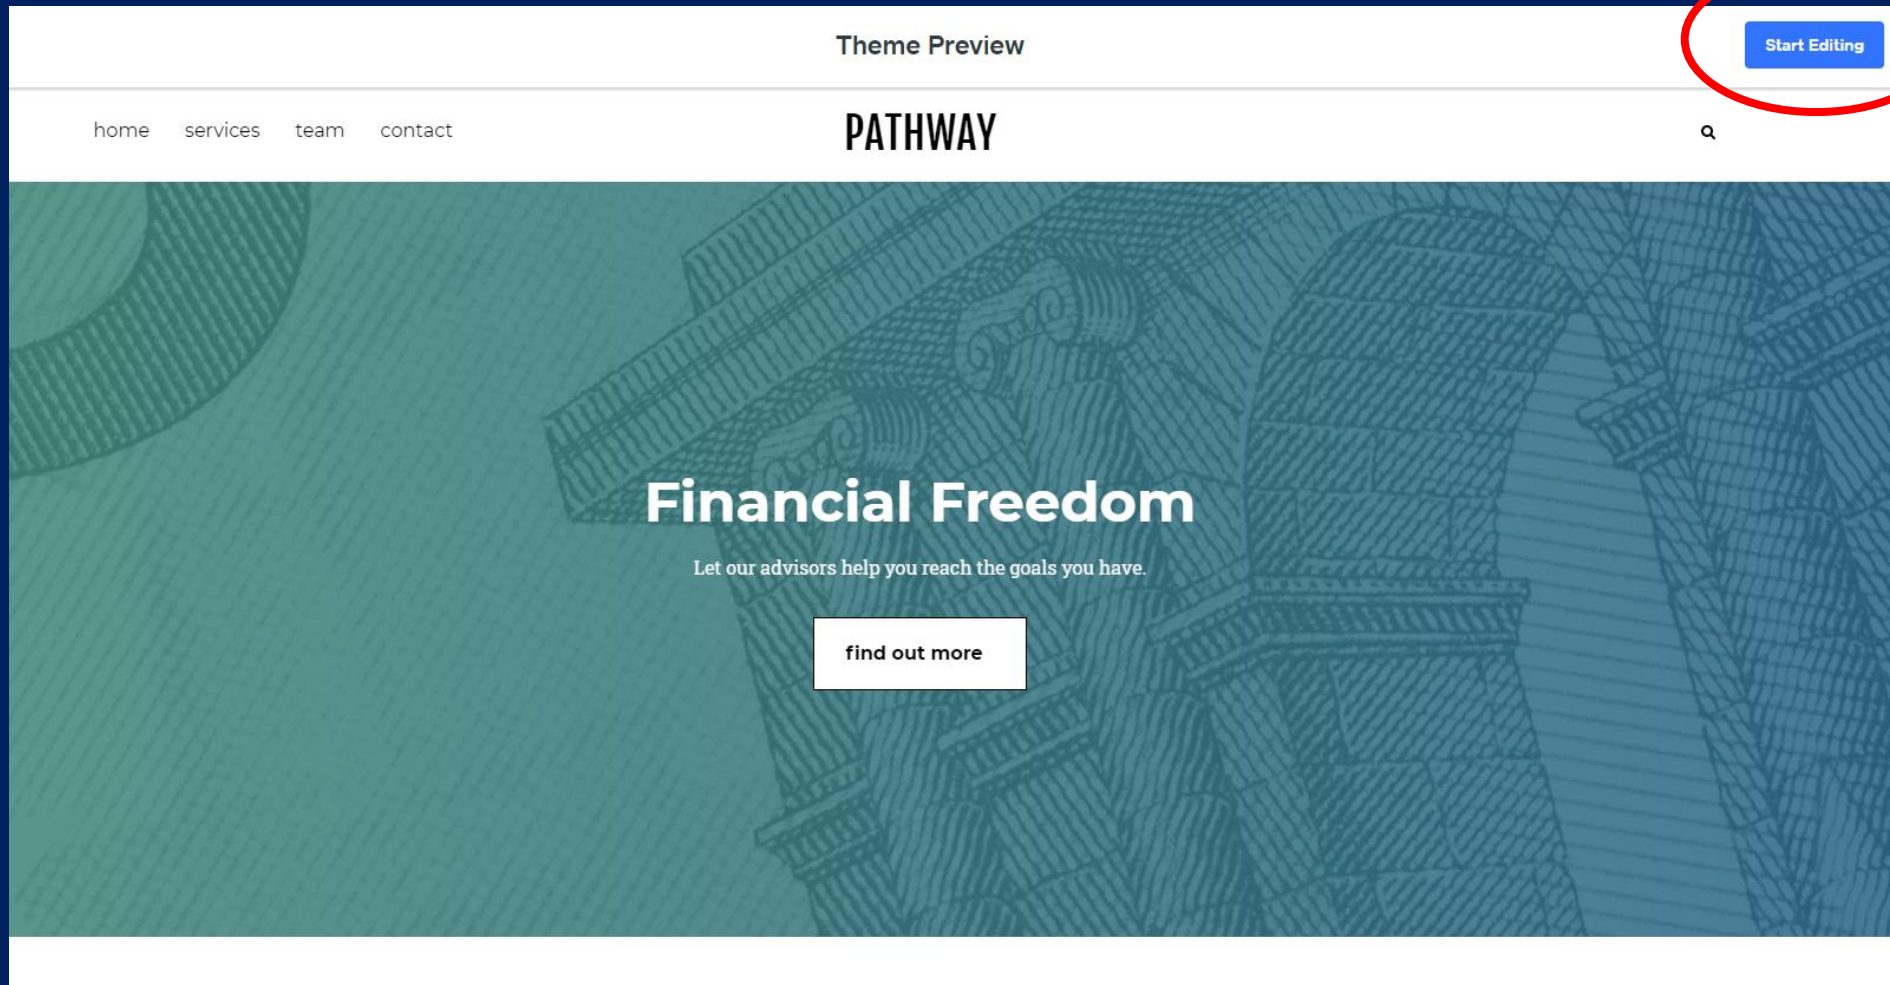 Theme Preview
Start Editing
home services team contact
PATHWAY
Financial Freedom
Let our advisors help you reach the goals you have.
find out more